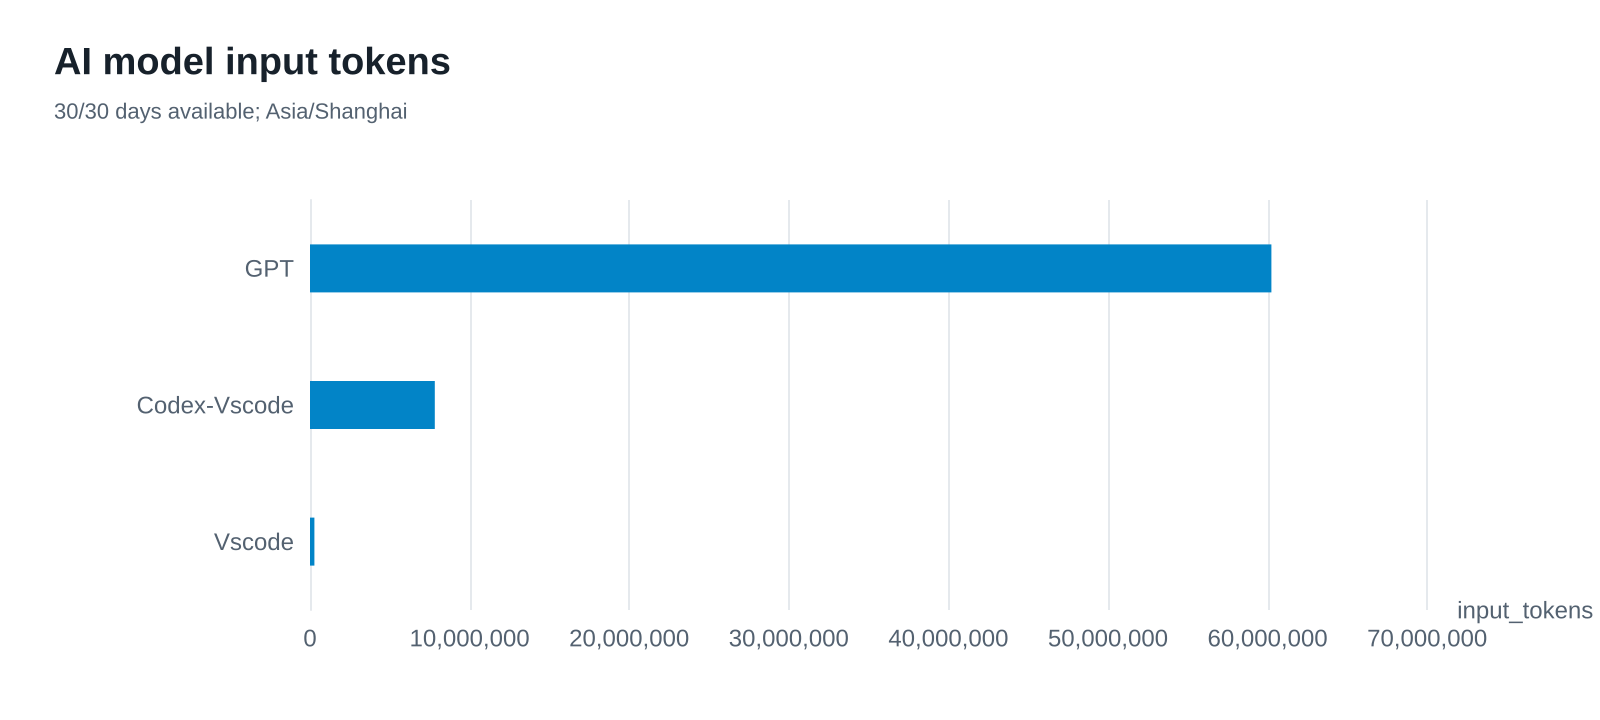 AI model input tokens
30/30 days available; Asia/Shanghai
GPT
Codex-Vscode
Vscode
input_tokens
0 10,000,000 20,000,000 30,000,000 40,000,000 50,000,000 60,000,000 70,000,000